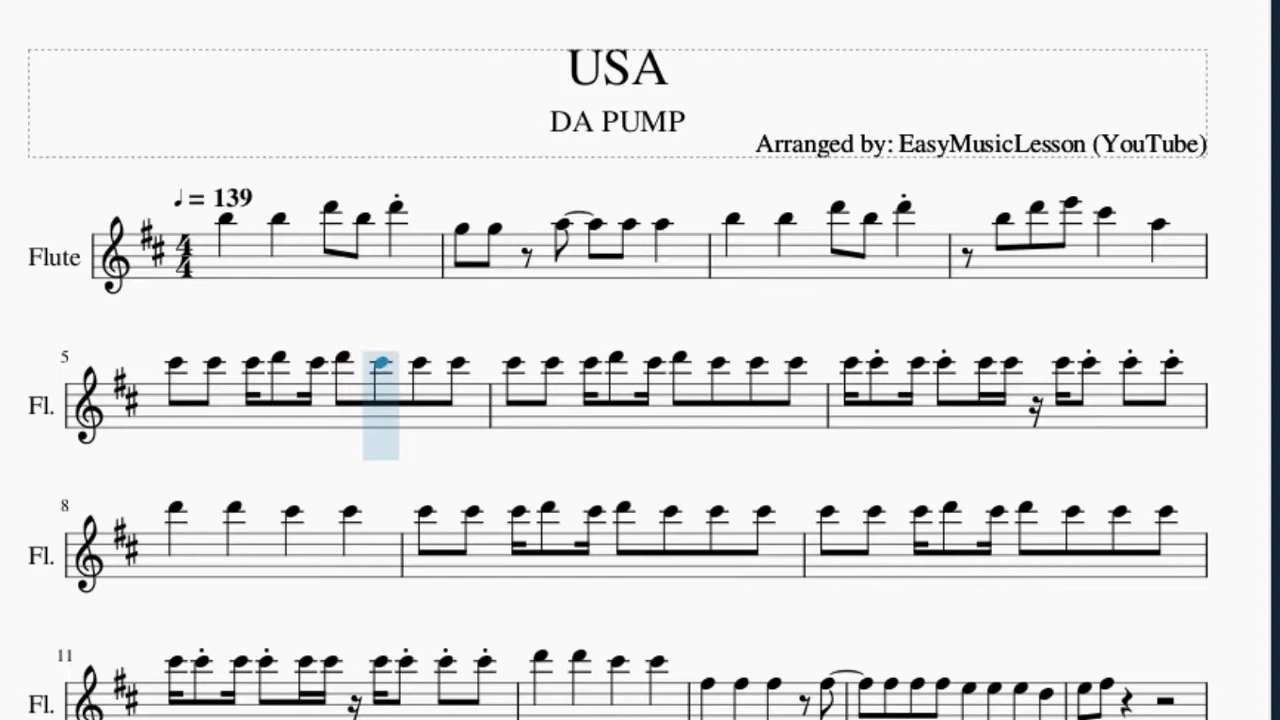 USA
DA PUMP
Arranged by: EasyMusicLesson (YouTube)
♩ = 139
Flute
4
4
5
Fl.
8
Fl.
11
Fl.